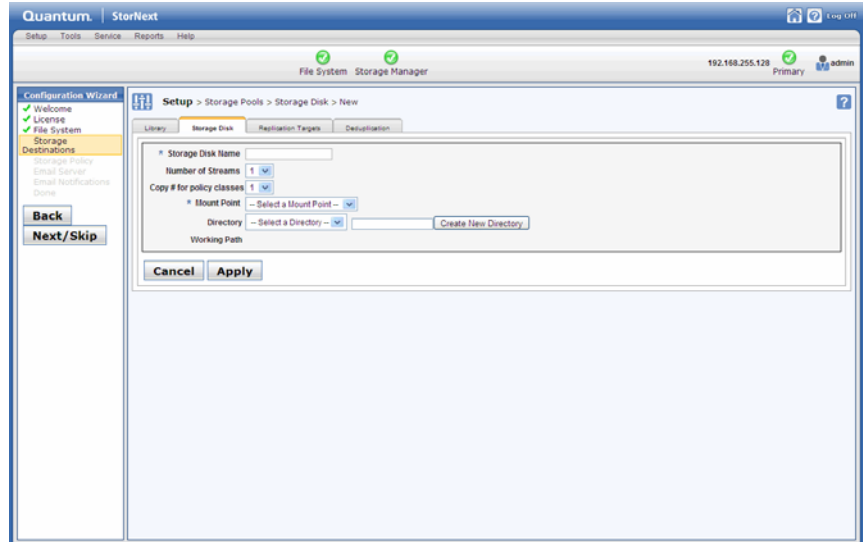 Quantum. StorNext
Log Off
Setup Tools Service Reports Help
File System Storage Manager
192.168.255.128 Primary admin
Configuration Wizard
Welcome
License
File System
Storage
Destinations
Storage Policy
Email Server
Email Notifications
Done
Back
Next/Skip
Setup > Storage Pools > Storage Disk > New
Library Storage Disk Replication Targets Deduplication
* Storage Disk Name
Number of Streams 1
Copy # for policy classes 1
* Mount Point -- Select a Mount Point --
Directory -- Select a Directory -- Create New Directory
Working Path
Cancel Apply